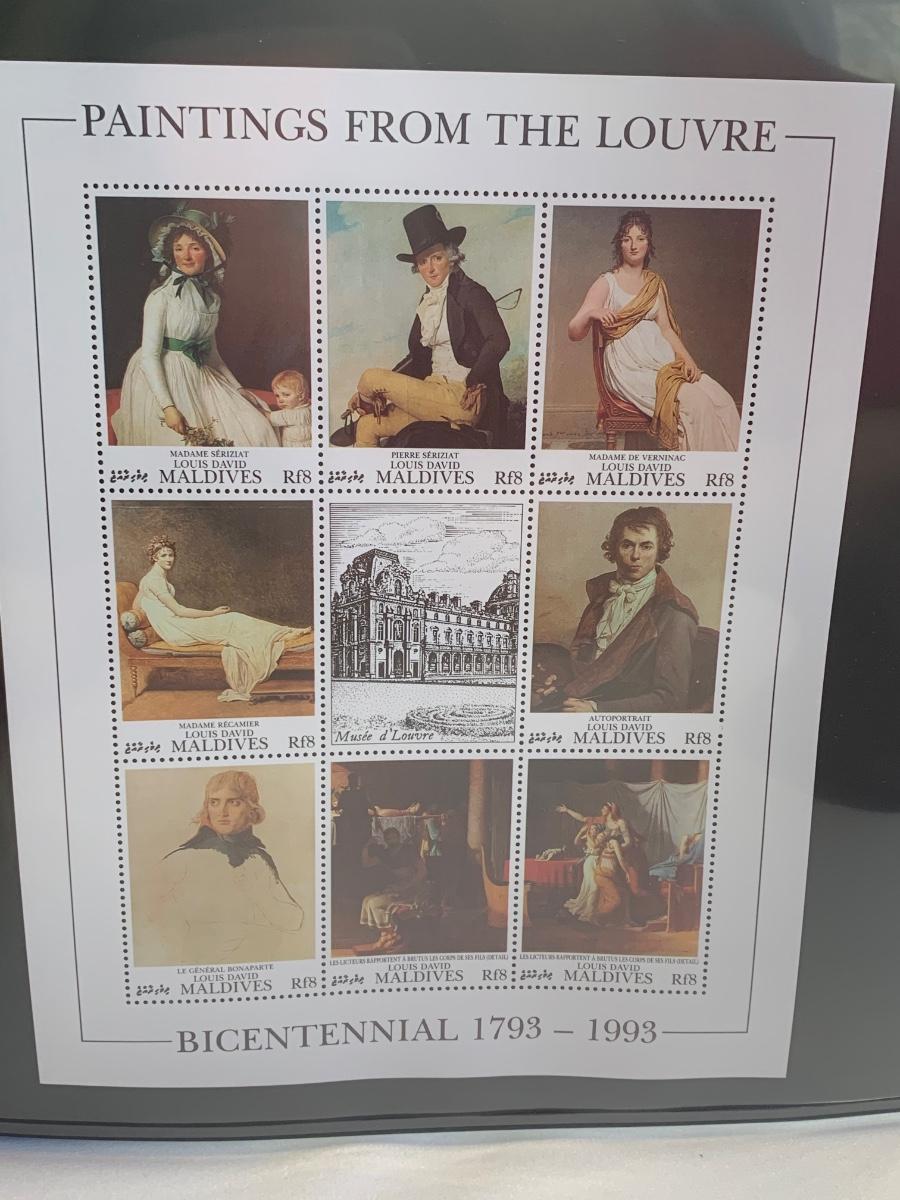 PAINTINGS FROM THE LOUVRE
MADAME SÉRIZIAT
LOUIS DAVID
ދިވެހިރާއްޖެ MALDIVES Rf8
PIERRE SÉRIZIAT
LOUIS DAVID
ދިވެހިރާއްޖެ MALDIVES Rf8
MADAME DE VERNINAC
LOUIS DAVID
ދިވެހިރާއްޖެ MALDIVES Rf8
MADAME RÉCAMIER
LOUIS DAVID
ދިވެހިރާއްޖެ MALDIVES Rf8
Musée d'Louvre
AUTOPORTRAIT
LOUIS DAVID
ދިވެހިރާއްޖެ MALDIVES Rf8
LE GÉNÉRAL BONAPARTE
LOUIS DAVID
ދިވެހިރާއްޖެ MALDIVES Rf8
LES LICTEURS RAPPORTENT À BRUTUS LES CORPS DE SES FILS (DETAIL)
LOUIS DAVID
ދިވެހިރާއްޖެ MALDIVES Rf8
LES LICTEURS RAPPORTENT À BRUTUS LES CORPS DE SES FILS (DETAIL)
LOUIS DAVID
ދިވެހިރާއްޖެ MALDIVES Rf8
BICENTENNIAL 1793 – 1993